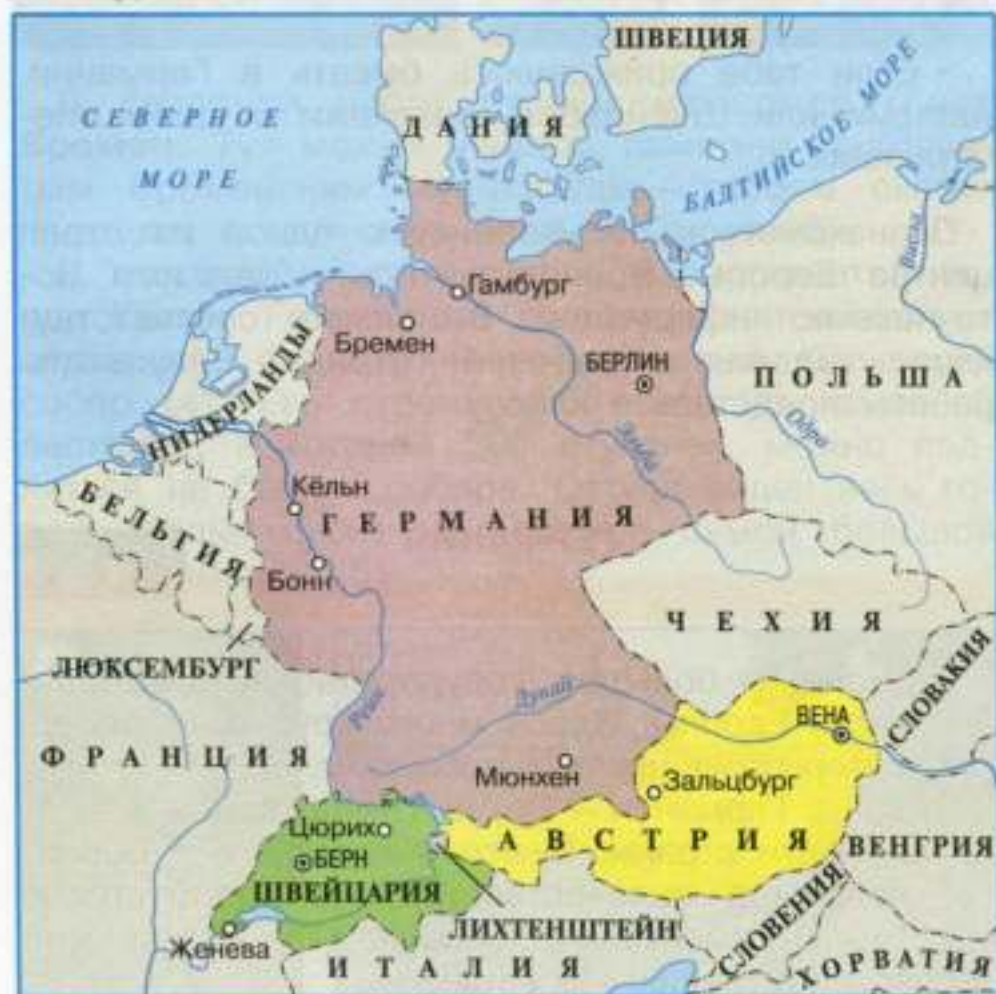 ШВЕЦИЯ
СЕВЕРНОЕ
МОРЕ
ДАНИЯ
БАЛТИЙСКОЕ МОРЕ
Висла
Гамбург
Бремен
БЕРЛИН
ПОЛЬША
НИДЕРЛАНДЫ
Одра
Эльба
Кёльн
БЕЛЬГИЯ
ГЕРМАНИЯ
Бонн
ЧЕХИЯ
ЛЮКСЕМБУРГ
Рейн
Дунай
ВЕНА
СЛОВАКИЯ
ФРАНЦИЯ
Мюнхен
Зальцбург
Цюрих
АВСТРИЯ
ВЕНГРИЯ
БЕРН
ШВЕЙЦАРИЯ
СЛОВЕНИЯ
Женева
ЛИХТЕНШТЕЙН
ИТАЛИЯ
ХОРВАТИЯ